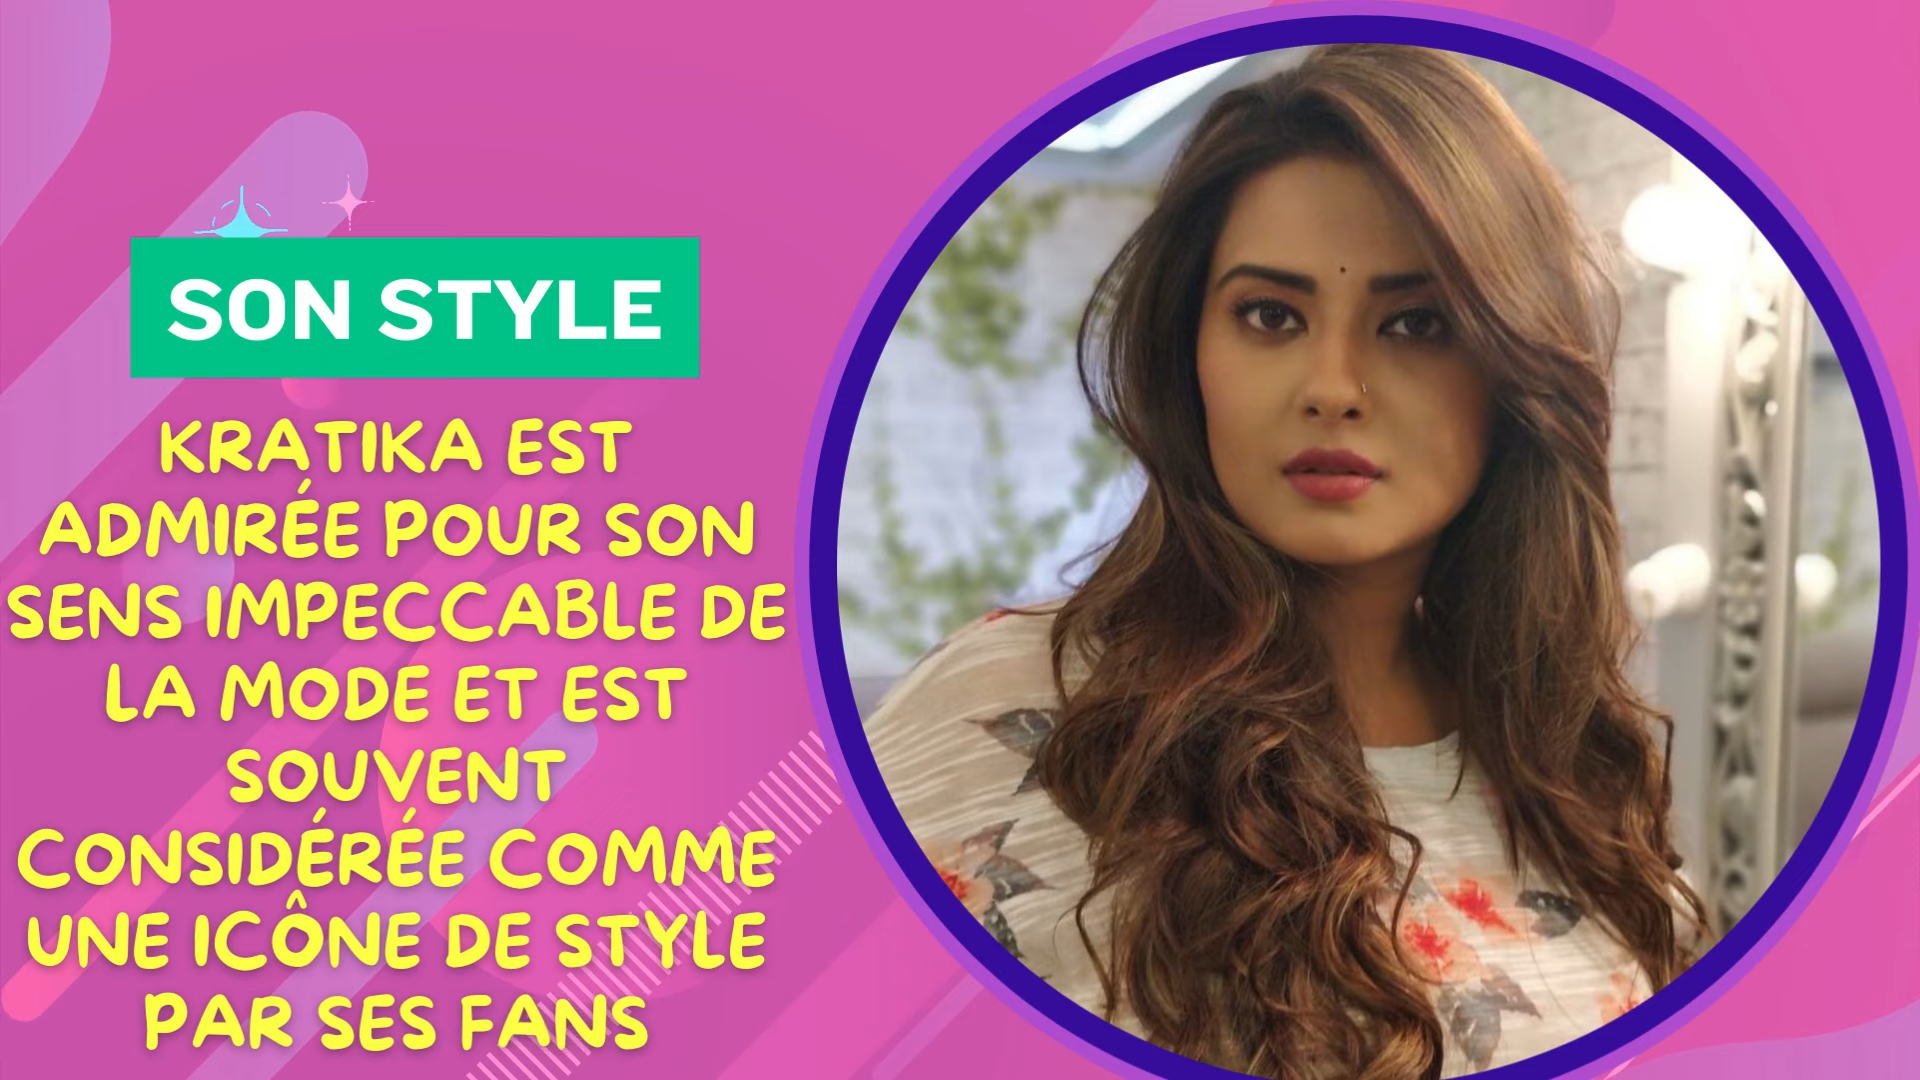 SON STYLE
KRATIKA EST
ADMIRÉE POUR SON
SENS IMPECCABLE DE
LA MODE ET EST
SOUVENT
CONSIDÉRÉE COMME
UNE ICÔNE DE STYLE
PAR SES FANS